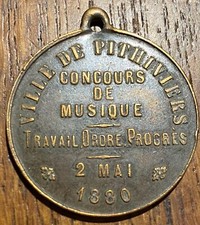 VILLE DE PITHIVIERS
CONCOURS
DE
MUSIQUE
TRAVAIL ORDRE PROGRES
2 MAI
1880